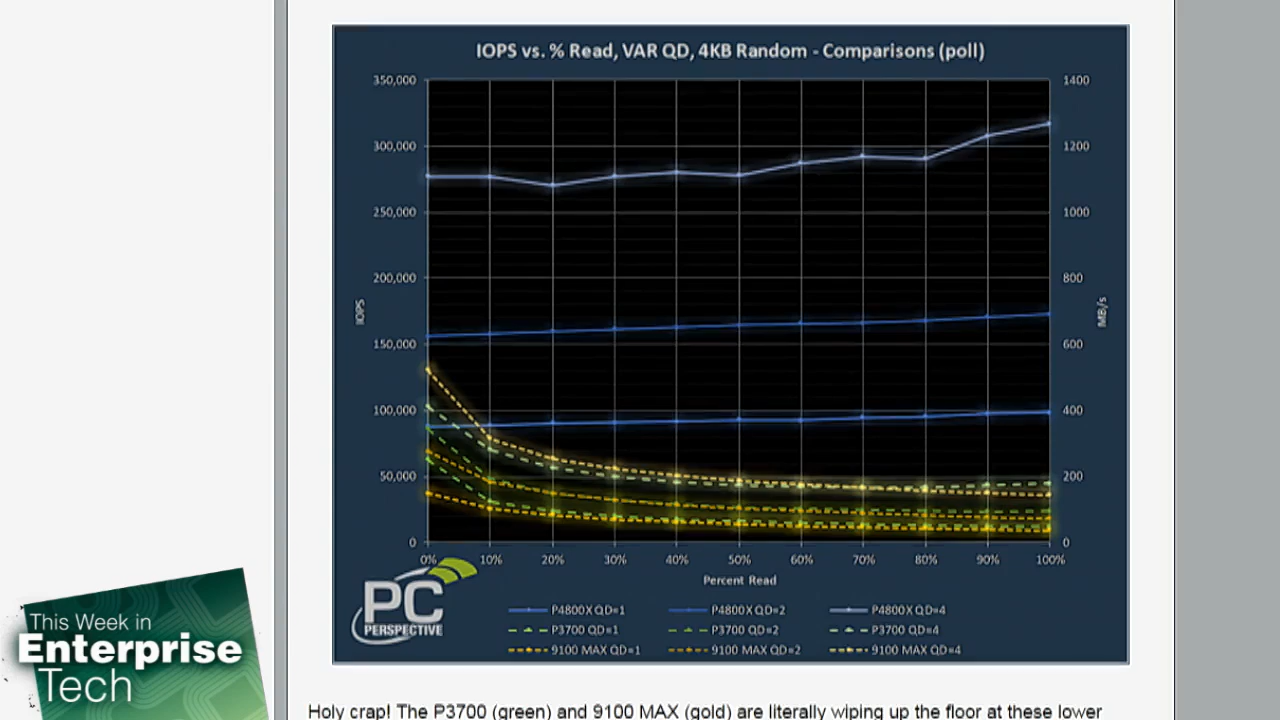 IOPS vs. % Read, VAR QD, 4KB Random - Comparisons (poll)
350,000
1400
300,000
1200
250,000
1000
200,000
800
IOPS
MB/s
150,000
600
100,000
400
50,000
200
0
0
0% 10% 20% 30% 40% 50% 60% 70% 80% 90% 100%
Percent Read
PC
PERSPECTIVE
P4800X QD=1 P4800X QD=2 P4800X QD=4
P3700 QD=1 P3700 QD=2 P3700 QD=4
9100 MAX QD=1 9100 MAX QD=2 9100 MAX QD=4
This Week in
Enterprise
Tech
Holy crap! The P3700 (green) and 9100 MAX (gold) are literally wiping up the floor at these lower